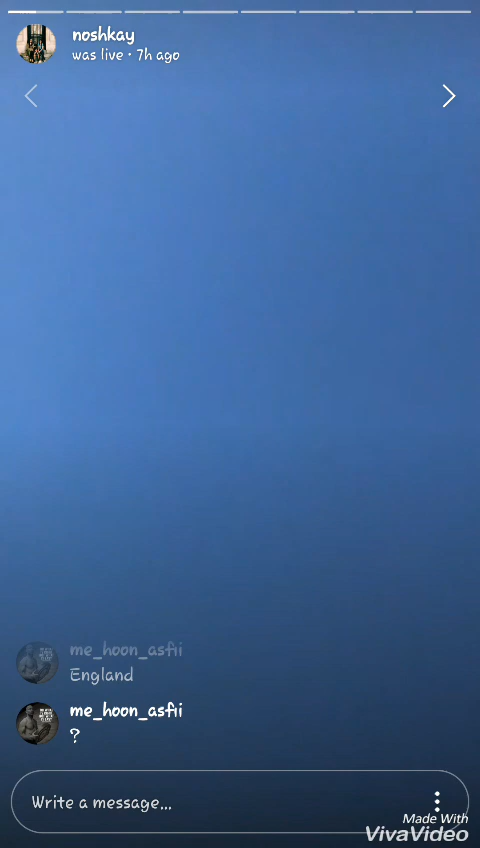 noshkay
was live • 7h ago
me_hoon_asfii
England
me_hoon_asfii
?
Write a message...
Made With
VivaVideo